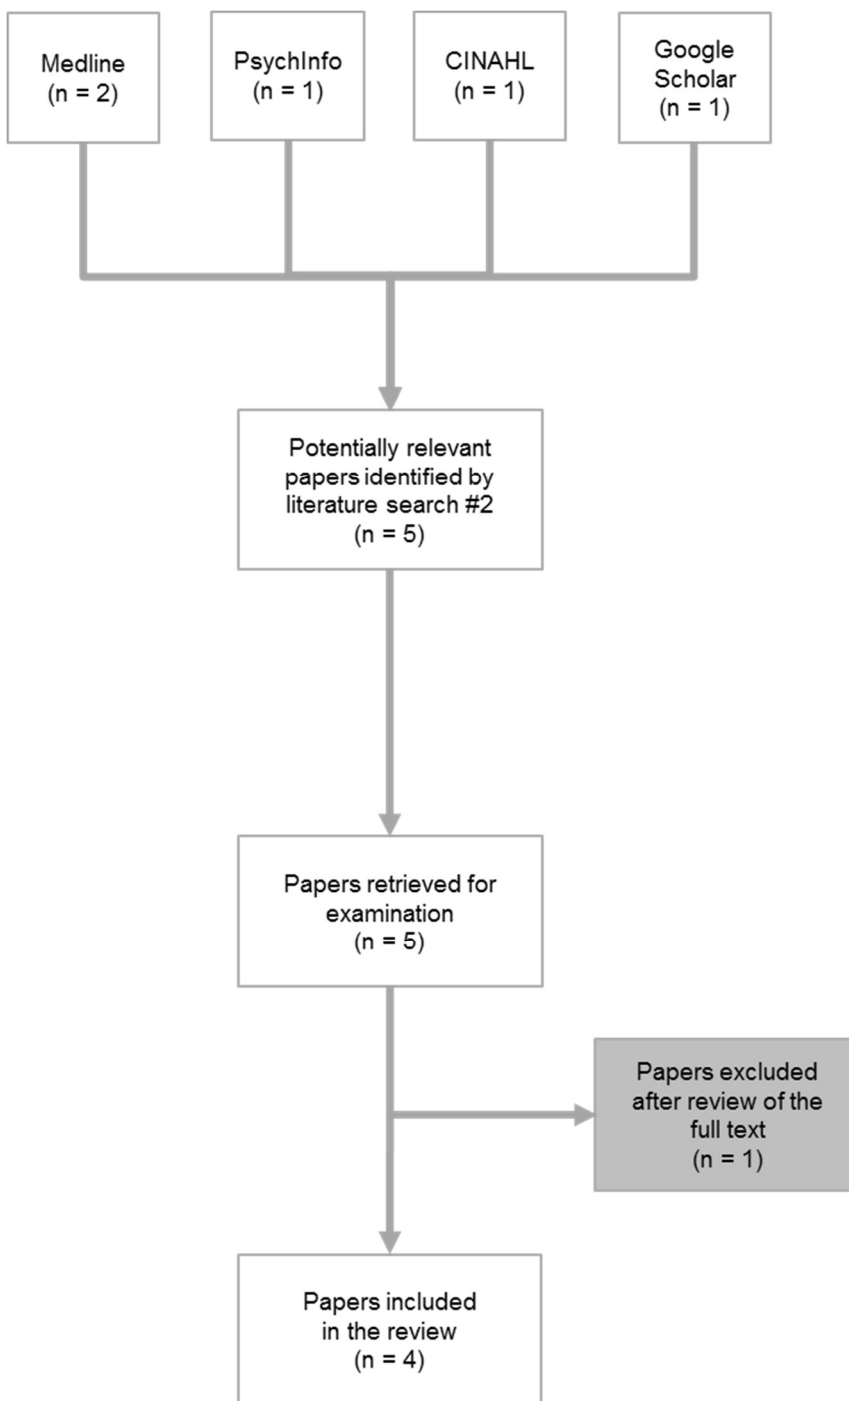 Medline
(n = 2)
PsychInfo
(n = 1)
CINAHL
(n = 1)
Google
Scholar
(n = 1)
Potentially relevant
papers identified by
literature search #2
(n = 5)
Papers retrieved for
examination
(n = 5)
Papers excluded
after review of the
full text
(n = 1)
Papers included
in the review
(n = 4)